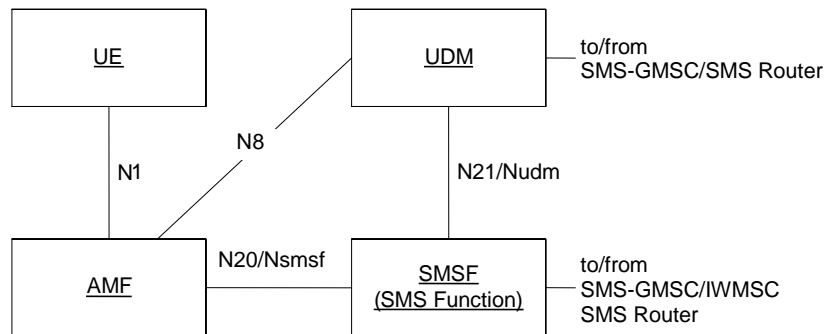 UE
UDM
to/from
SMS-GMSC/SMS Router
N8
N1
N21/Nudm
N20/Nsmsf
AMF
SMSF
(SMS Function)
to/from
SMS-GMSC/IWMSC
SMS Router